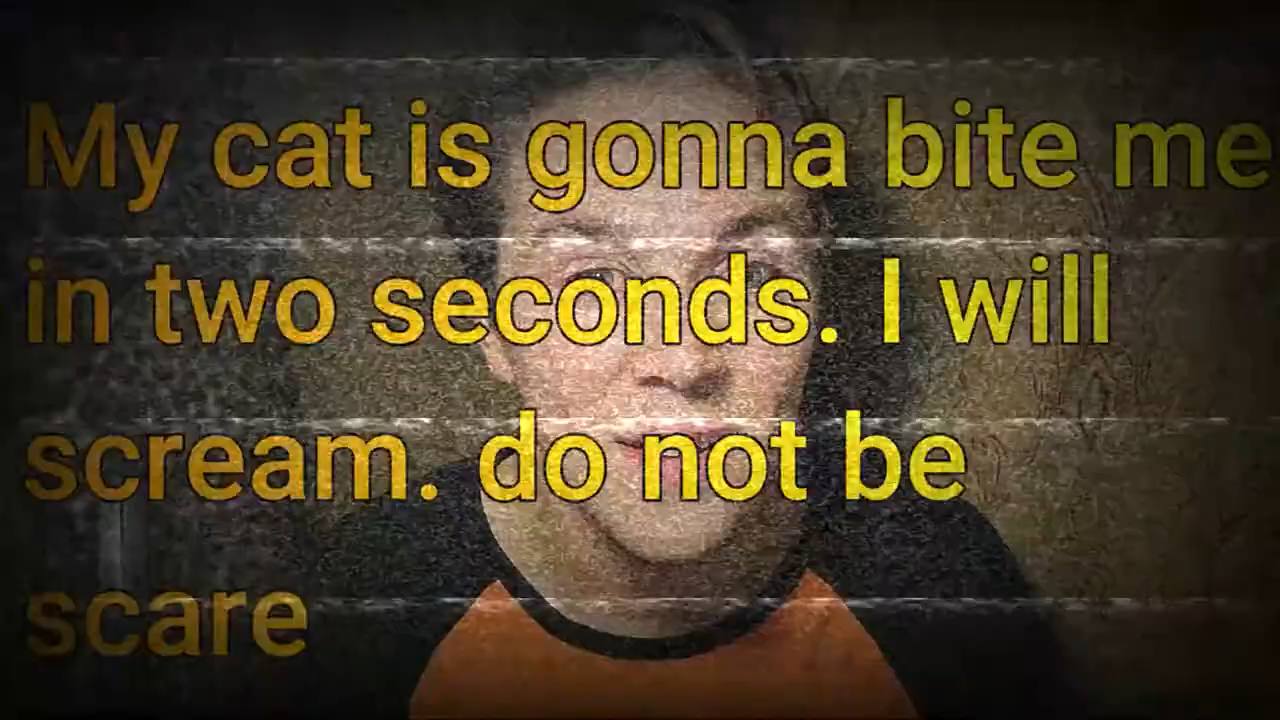 My cat is gonna bite me
in two seconds. I will
scream. do not be
scare